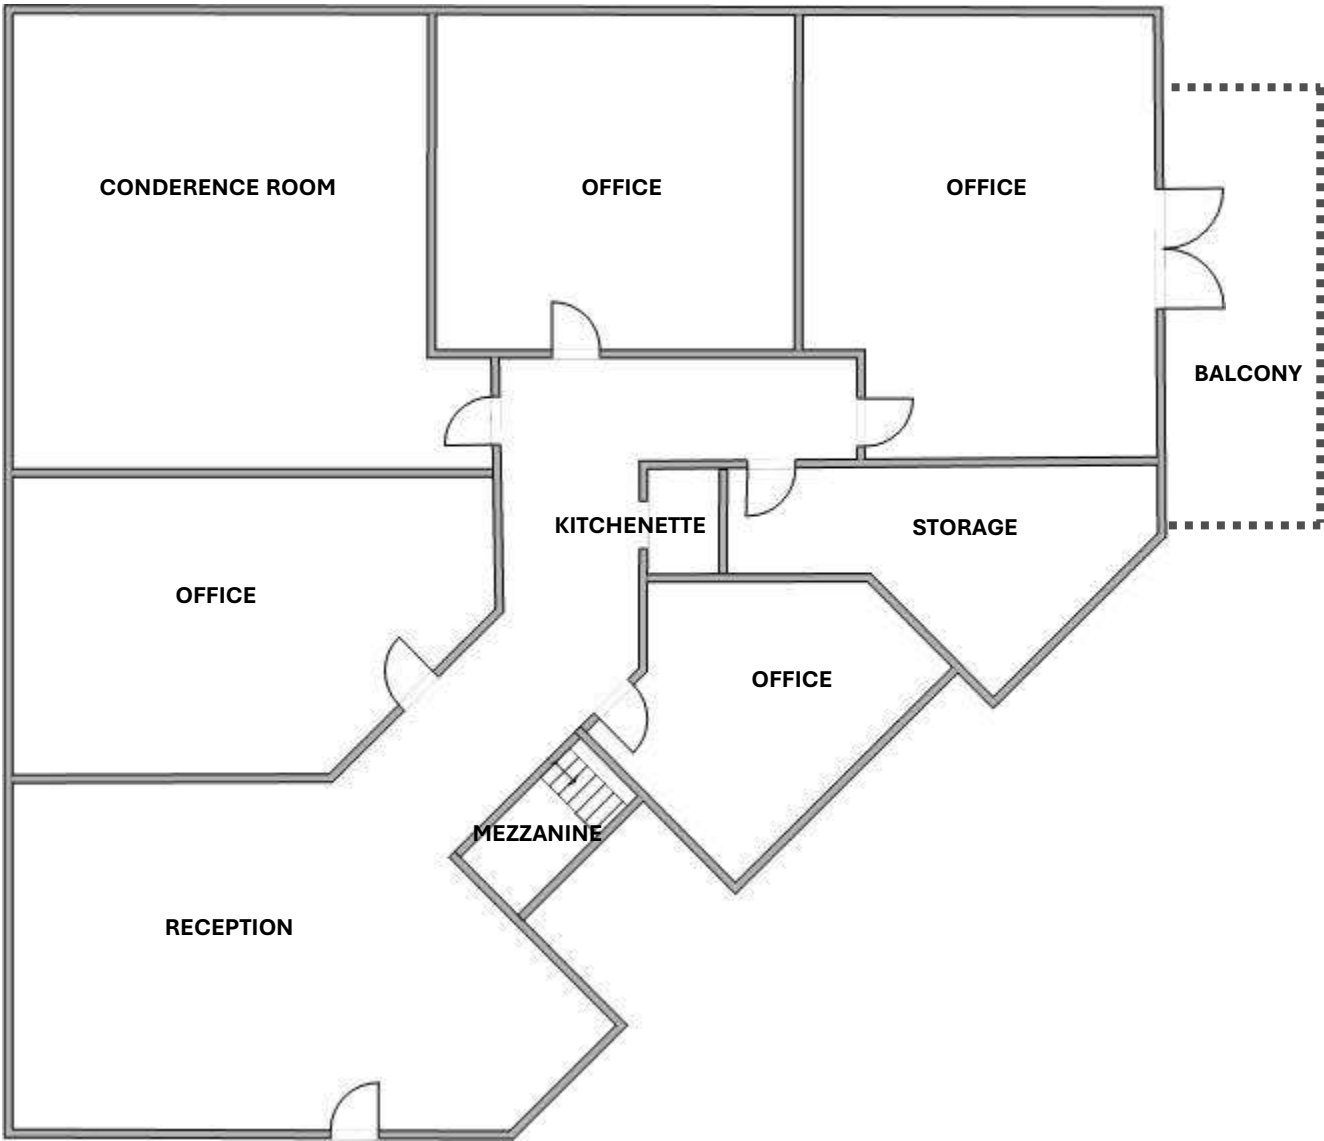 CONDERENCE ROOM
OFFICE
OFFICE
BALCONY
KITCHENETTE
STORAGE
OFFICE
OFFICE
MEZZANINE
RECEPTION